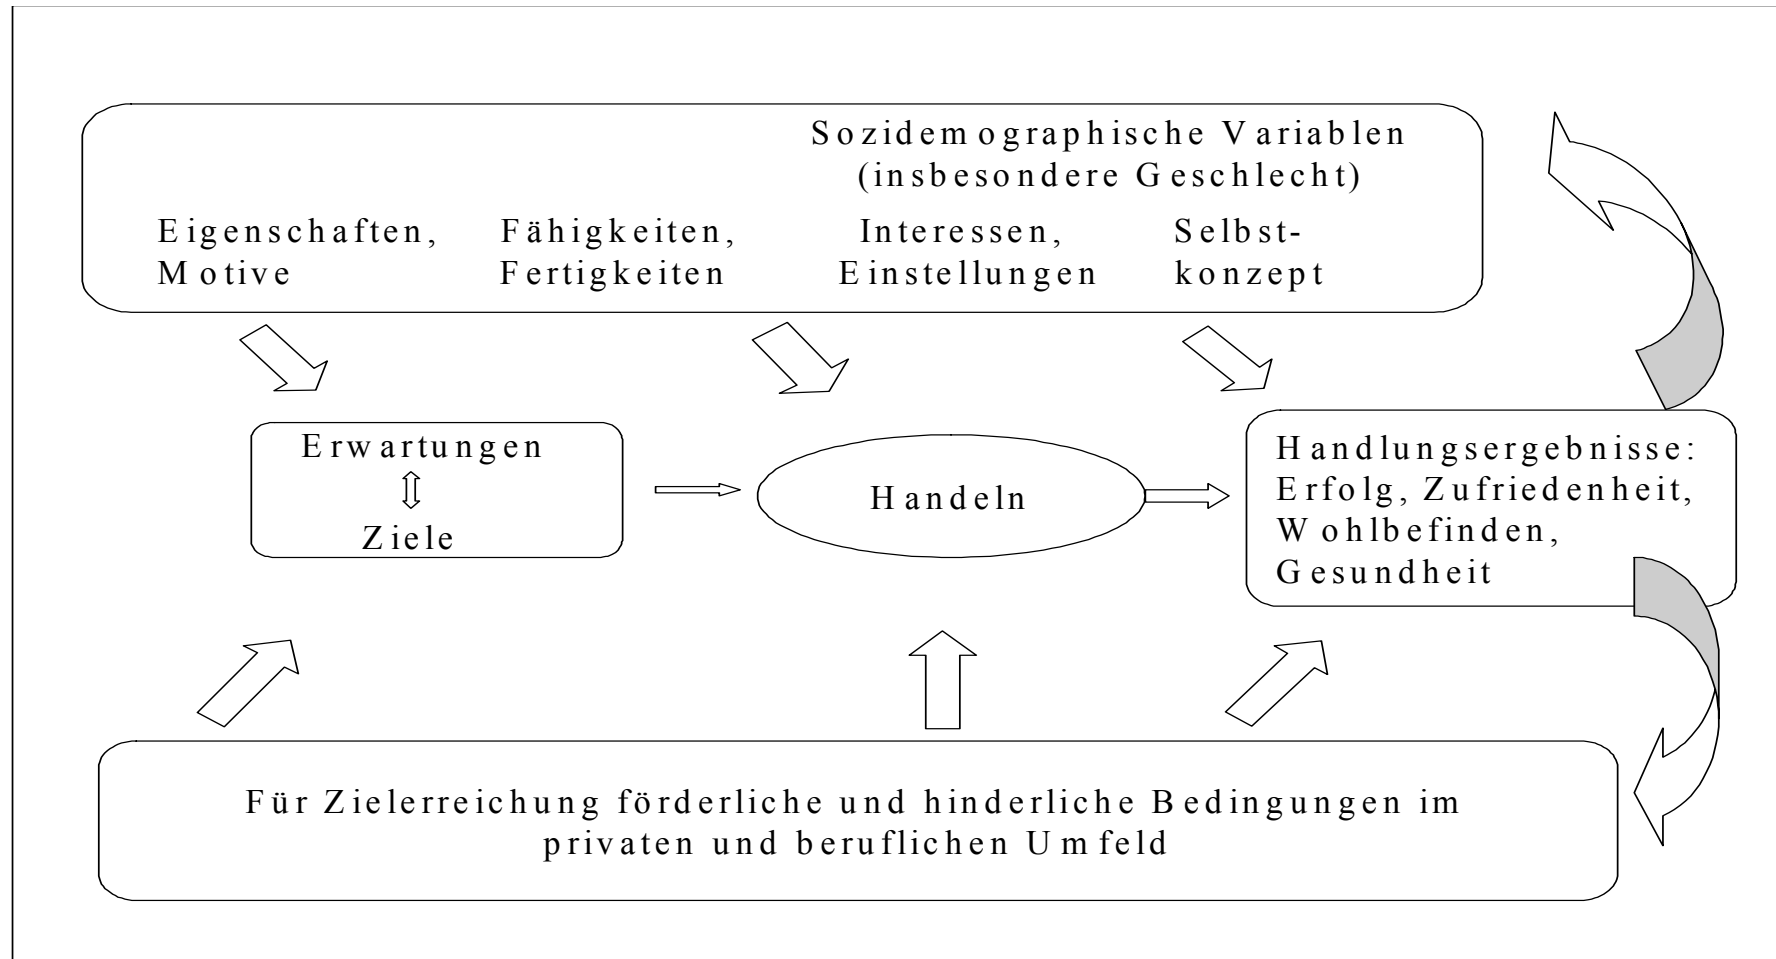 Sozidemographische Variablen
(insbesondere Geschlecht)
Eigenschaften,
Motive
Fähigkeiten,
Fertigkeiten
Interessen,
Einstellungen
Selbst-
konzept
Erwartungen
Ziele
Handeln
Handlungsergebnisse:
Erfolg, Zufriedenheit,
Wohlbefinden,
Gesundheit
Für Zielerreichung förderliche und hinderliche Bedingungen im
privaten und beruflichen Umfeld